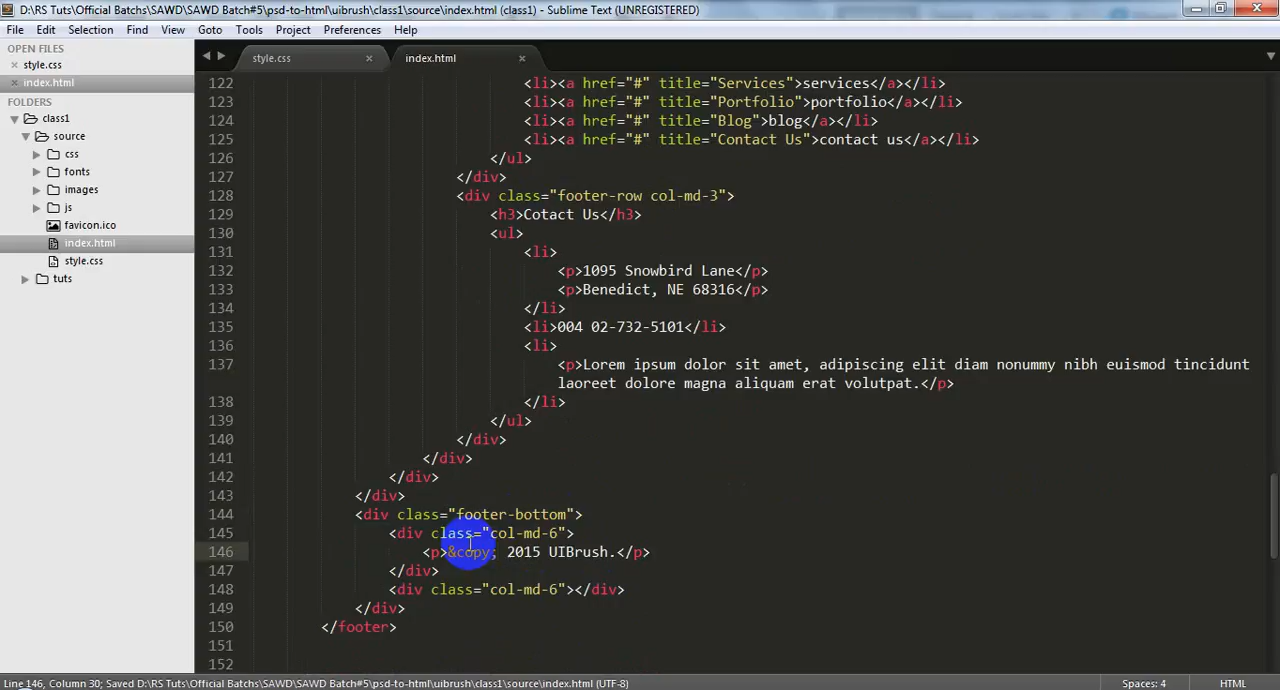 D:\RS Tuts\Official Batchs\SAWD\SAWD Batch#5\psd-to-html\uibrush\class1\source\index.html (class1) - Sublime Text (UNREGISTERED)
File Edit Selection Find View Goto Tools Project Preferences Help
OPEN FILES
style.css
index.html
FOLDERS
class1
source
css
fonts
images
js
favicon.ico
index.html
style.css
tuts
style.css
index.html
122 <li><a href="#" title="Services">services</a></li>
123 <li><a href="#" title="Portfolio">portfolio</a></li>
124 <li><a href="#" title="Blog">blog</a></li>
125 <li><a href="#" title="Contact Us">contact us</a></li>
126 </ul>
127 </div>
128 <div class="footer-row col-md-3">
129 <h3>Cotact Us</h3>
130 <ul>
131 <li>
132 <p>1095 Snowbird Lane</p>
133 <p>Benedict, NE 68316</p>
134 </li>
135 <li>004 02-732-5101</li>
136 <li>
137 <p>Lorem ipsum dolor sit amet, adipiscing elit diam nonummy nibh euismod tincidunt
laoreet dolore magna aliquam erat volutpat.</p>
138 </li>
139 </ul>
140 </div>
141 </div>
142 </div>
143 </div>
144 <div class="footer-bottom">
145 <div class="col-md-6">
146 <p>&copy; 2015 UIBrush.</p>
147 </div>
148 <div class="col-md-6"></div>
149 </div>
150 </footer>
151
152
Line 146, Column 30; Saved D:\RS Tuts\Official Batchs\SAWD\SAWD Batch#5\psd-to-html\uibrush\class1\source\index.html (UTF-8)
Spaces: 4
HTML